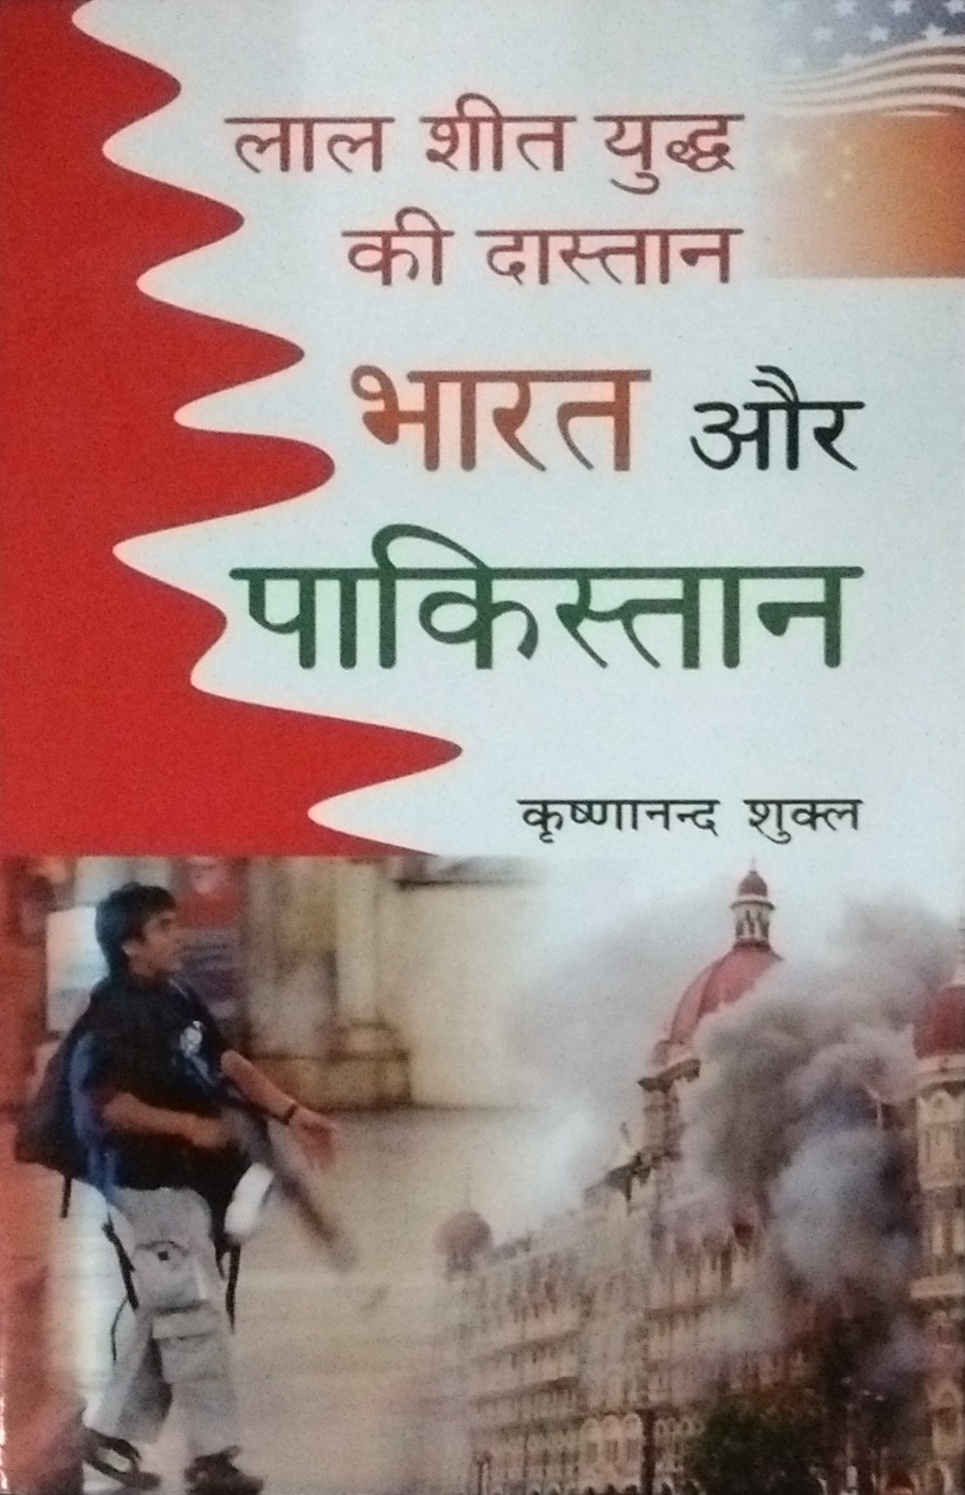 लाल शीत युद्ध
की दास्तान
भारत और
पाकिस्तान
कृष्णानन्द शुक्ल